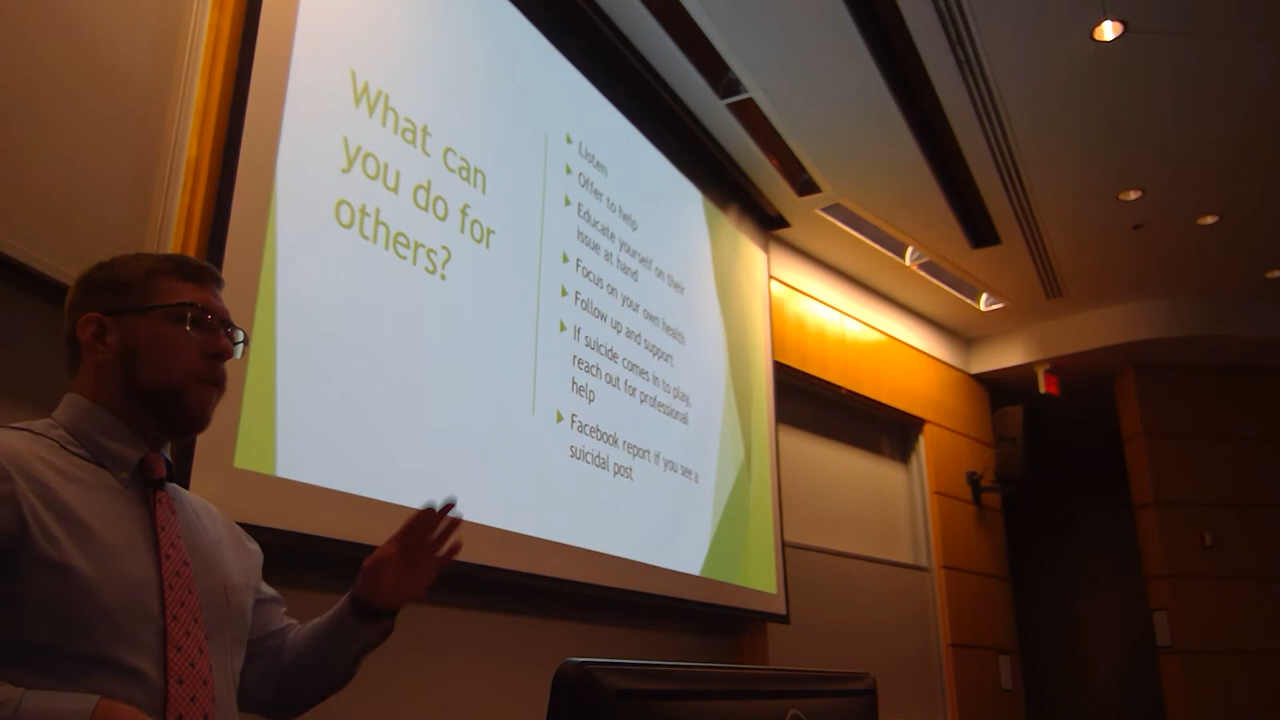 What can
you do for
others?
Listen
Offer to help
Educate yourself on their
issue at hand
Focus on your own health
Follow up and support
If suicide comes in to play,
reach out for professional
help
Facebook report if you see a
suicidal post